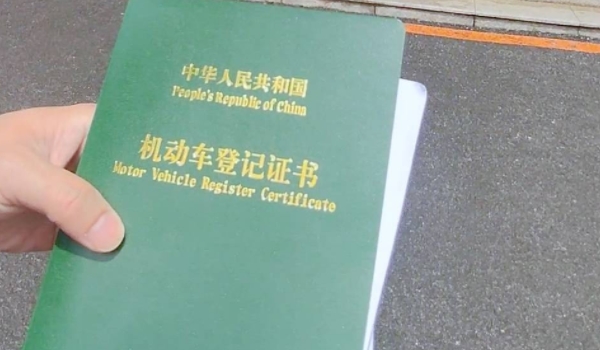 中华人民共和国
People's Republic of China
机动车登记证书
Motor Vehicle Register Certificate